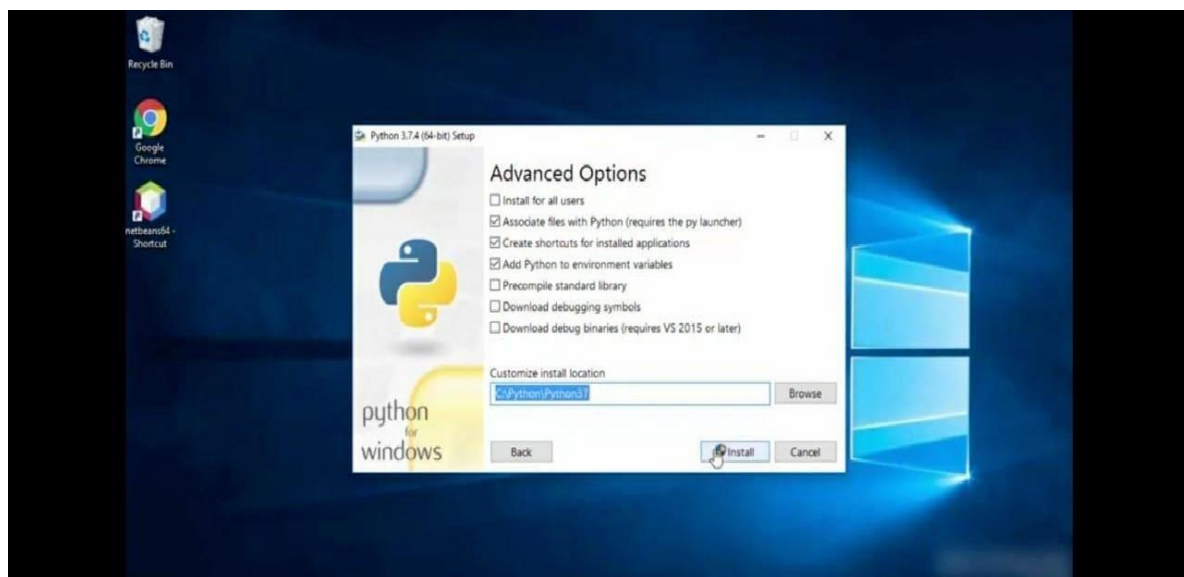 Recycle Bin
Google
Chrome
netbeans64 -
Shortcut
Python 3.7.4 (64-bit) Setup
Advanced Options
Install for all users
Associate files with Python (requires the py launcher)
Create shortcuts for installed applications
Add Python to environment variables
Precompile standard library
Download debugging symbols
Download debug binaries (requires VS 2015 or later)
Customize install location
C:\Python\Python37
Browse
python
for
windows
Back
Install
Cancel